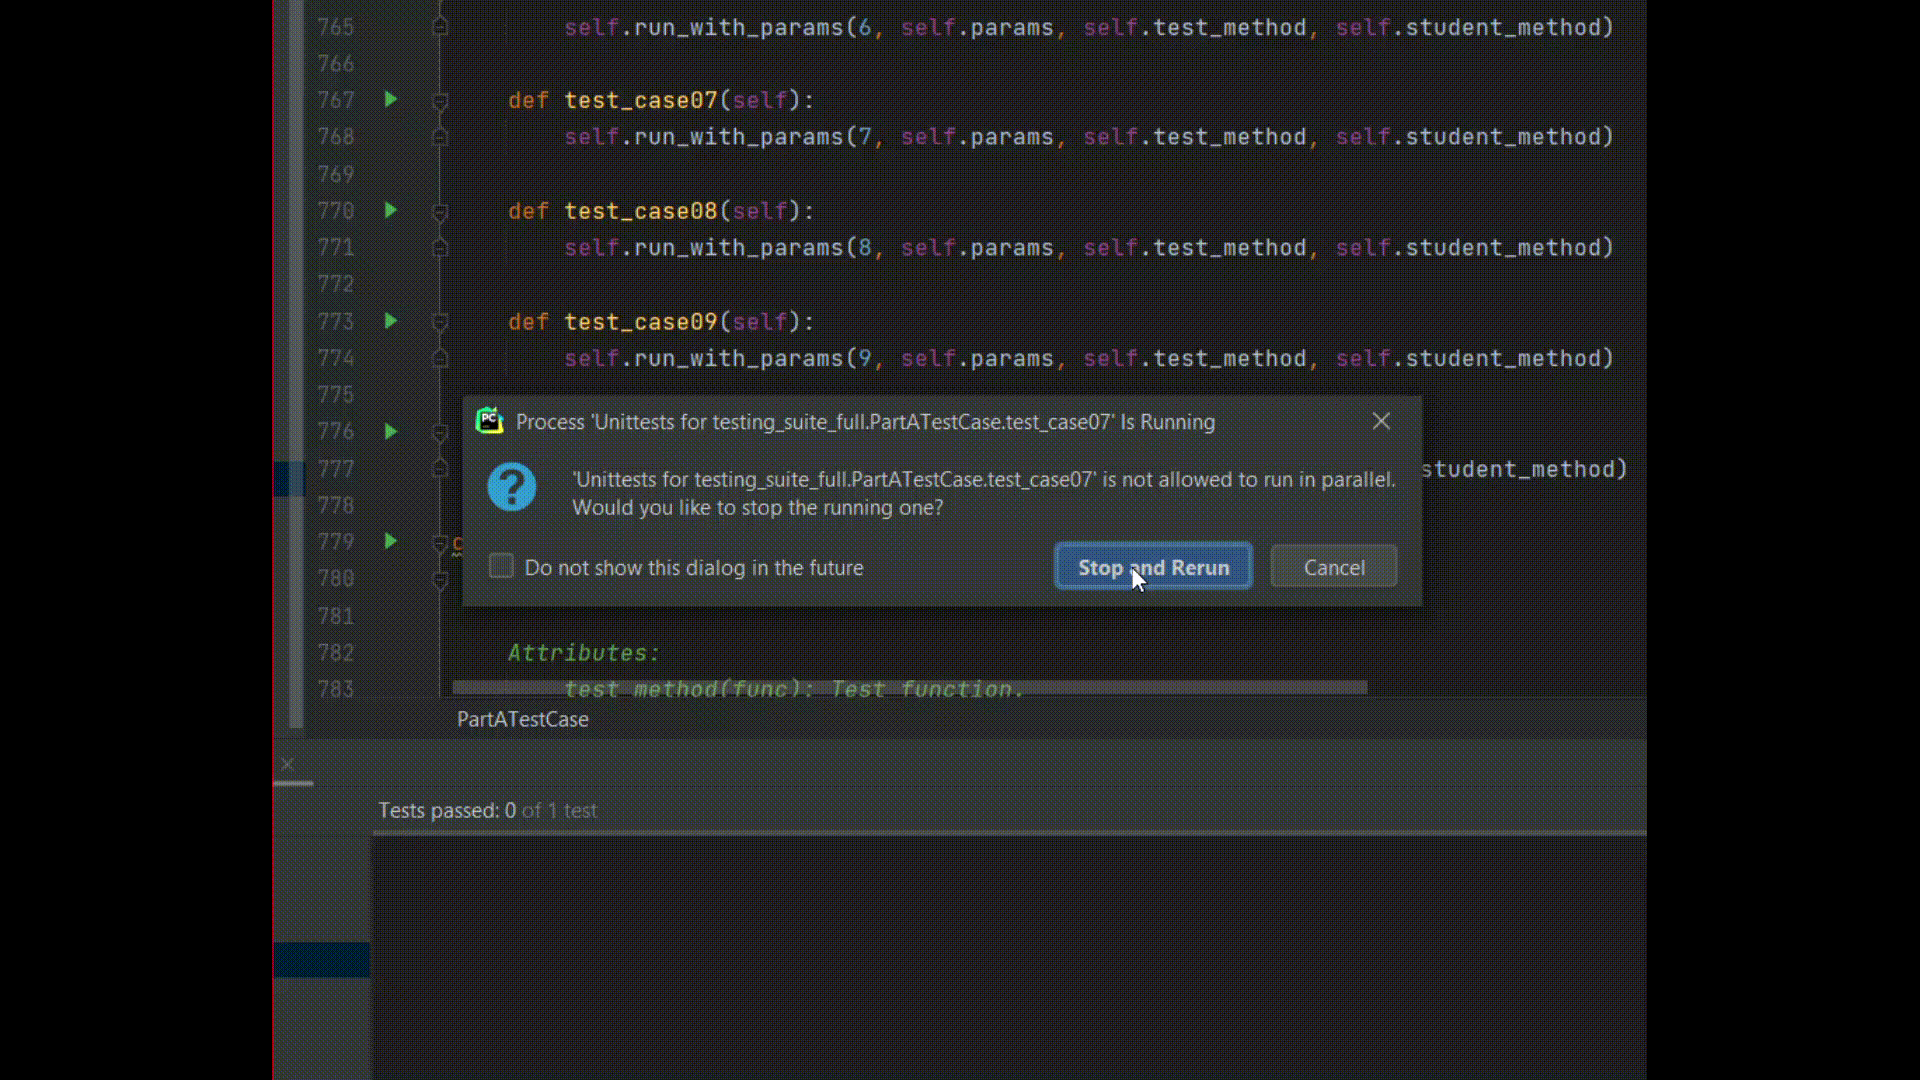 765 self.run_with_params(6, self.params, self.test_method, self.student_method)
766
767 def test_case07(self):
768 self.run_with_params(7, self.params, self.test_method, self.student_method)
769
770 def test_case08(self):
771 self.run_with_params(8, self.params, self.test_method, self.student_method)
772
773 def test_case09(self):
774 self.run_with_params(9, self.params, self.test_method, self.student_method)
775
PC Process 'Unittests for testing_suite_full.PartATestCase.test_case07' Is Running
776
777 student_method)
'Unittests for testing_suite_full.PartATestCase.test_case07' is not allowed to run in parallel.
Would you like to stop the running one?
778
779 c
Do not show this dialog in the future Stop and Rerun Cancel
780
781
782 Attributes:
783 test method(func): Test function.
PartATestCase
Tests passed: 0 of 1 test